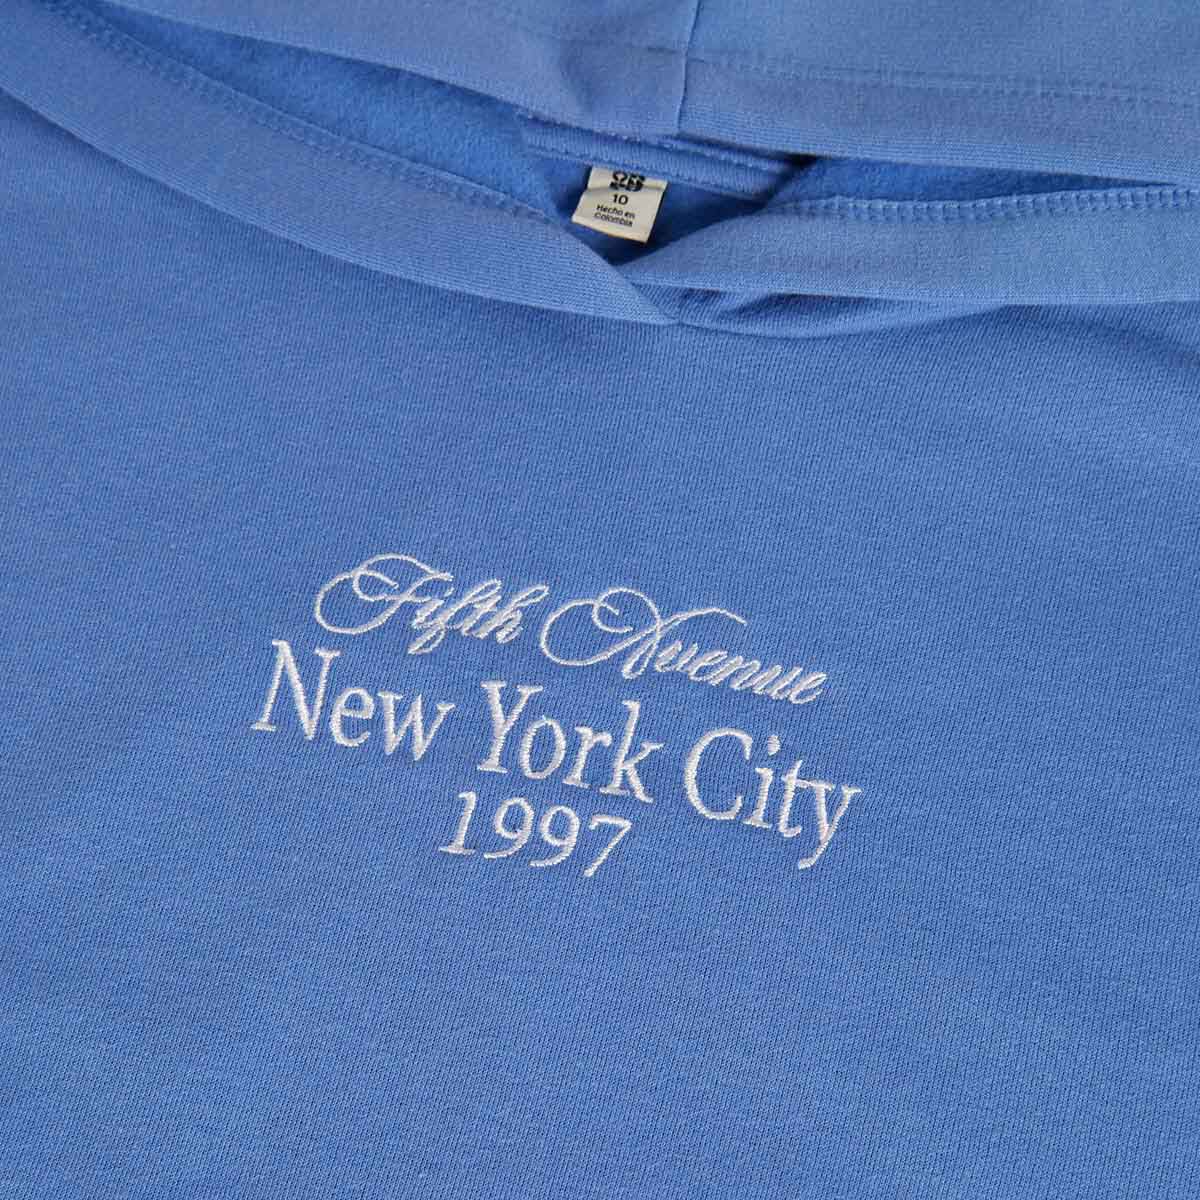 10
Hecho en
Colombia
Fifth Avenue
New York City
1997